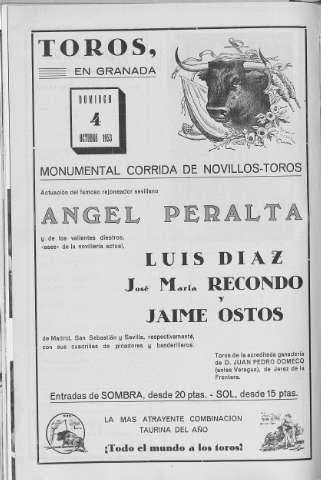 TOROS,
EN GRANADA
DOMINGO
4
OCTUBRE 1953
MONUMENTAL CORRIDA DE NOVILLOS-TOROS
Actuación del famoso rejoneador sevillano
ANGEL PERALTA
y de los valientes diestros,
«ases» de la novillería actual,
LUIS DIAZ
José María RECONDO
y
JAIME OSTOS
de Madrid, San Sebastián y Sevilla, respectivamente,
con sus cuadrillas de picadores y banderilleros.
Toros de la acreditada ganadería
de D. JUAN PEDRO DOMECQ
(antes Veragua), de Jerez de la
Frontera.
Entradas de SOMBRA, desde 20 ptas. - SOL, desde 15 ptas.
LA MAS ATRAYENTE COMBINACION
TAURINA DEL AÑO
¡Todo el mundo a los toros!